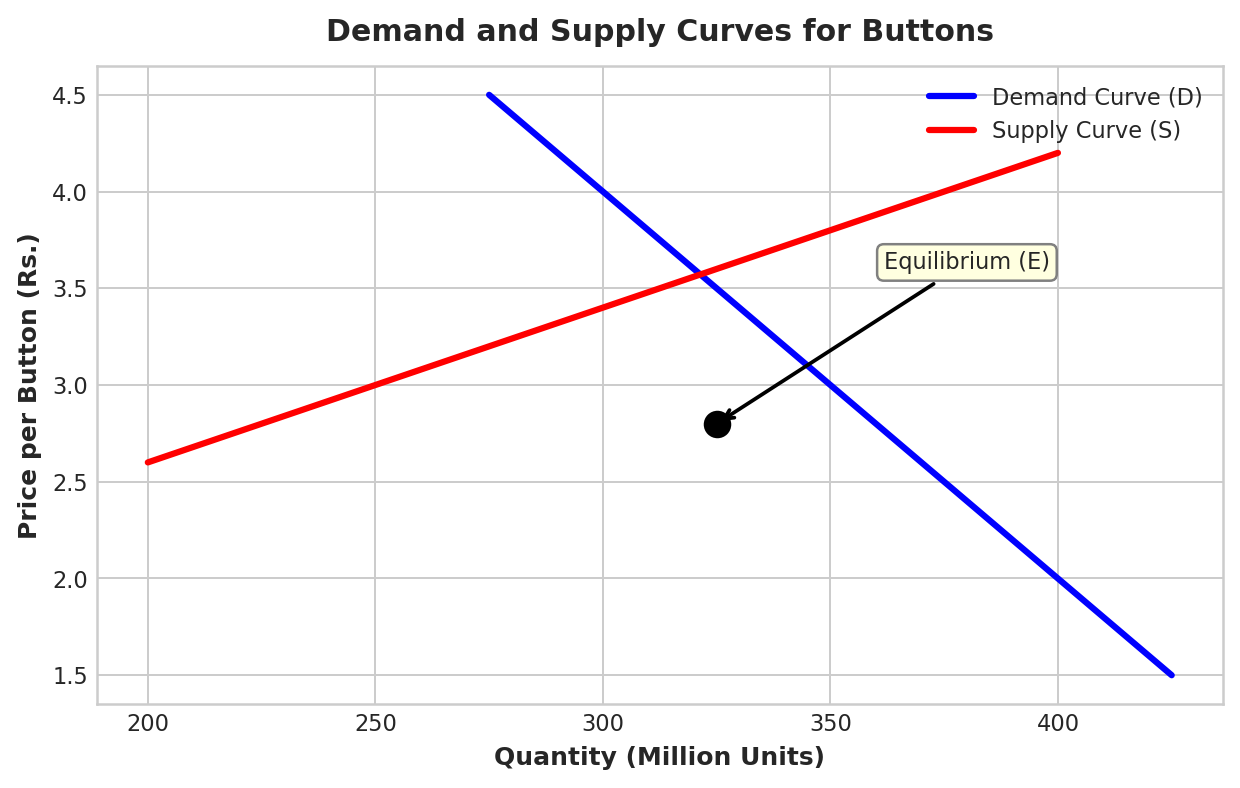 Demand and Supply Curves for Buttons
Demand Curve (D)
Supply Curve (S)
Equilibrium (E)
Price per Button (Rs.)
4.5
4.0
3.5
3.0
2.5
2.0
1.5
200 250 300 350 400
Quantity (Million Units)